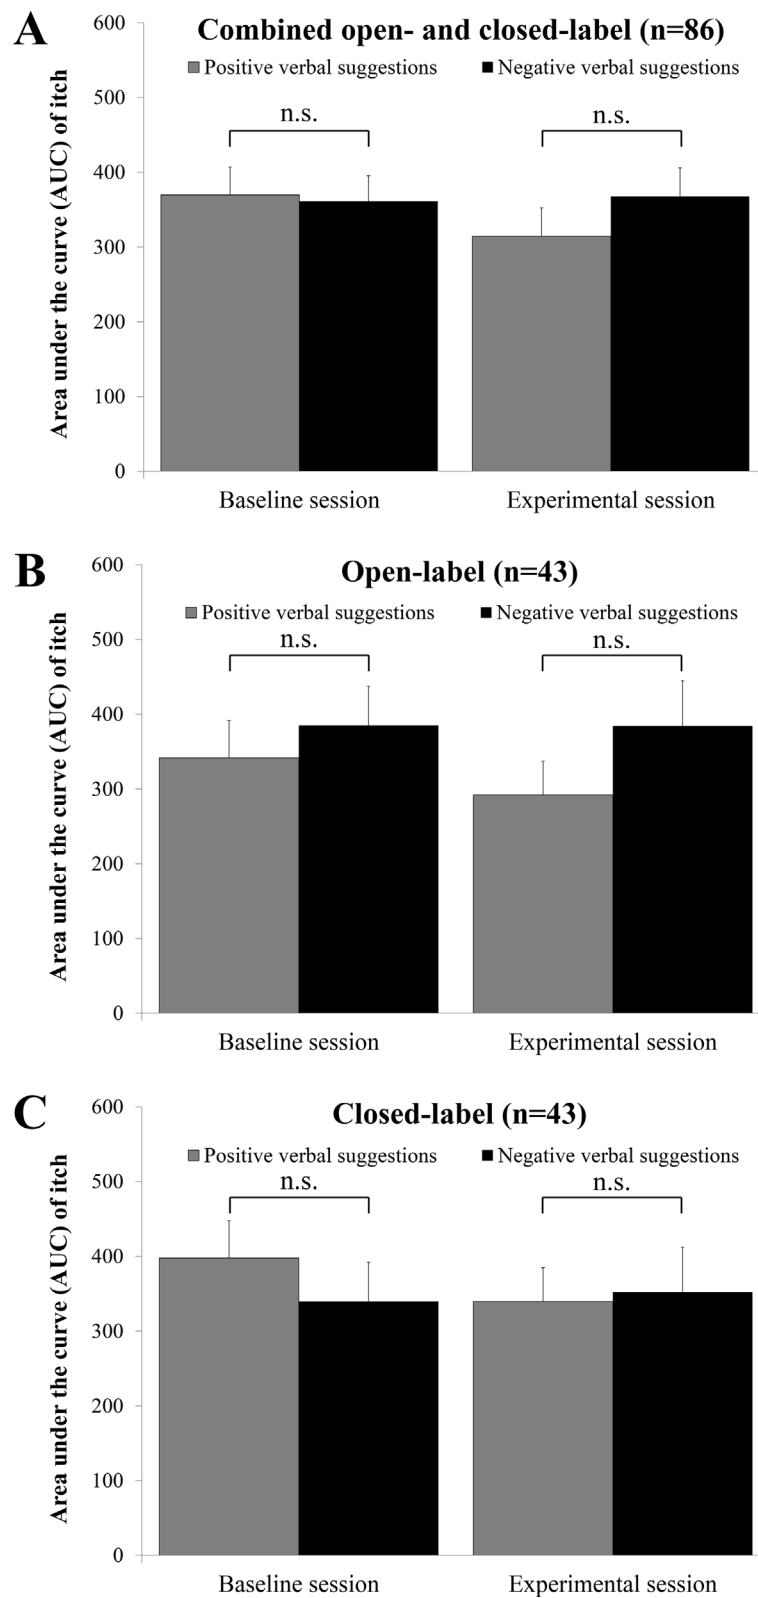 A
Combined open- and closed-label (n=86)
Positive verbal suggestions
Negative verbal suggestions
Area under the curve (AUC) of itch
600
500
400
300
200
100
0
n.s.
n.s.
Baseline session
Experimental session
B
Open-label (n=43)
Positive verbal suggestions
Negative verbal suggestions
Area under the curve (AUC) of itch
600
500
400
300
200
100
0
n.s.
n.s.
Baseline session
Experimental session
C
Closed-label (n=43)
Positive verbal suggestions
Negative verbal suggestions
Area under the curve (AUC) of itch
600
500
400
300
200
100
0
n.s.
n.s.
Baseline session
Experimental session